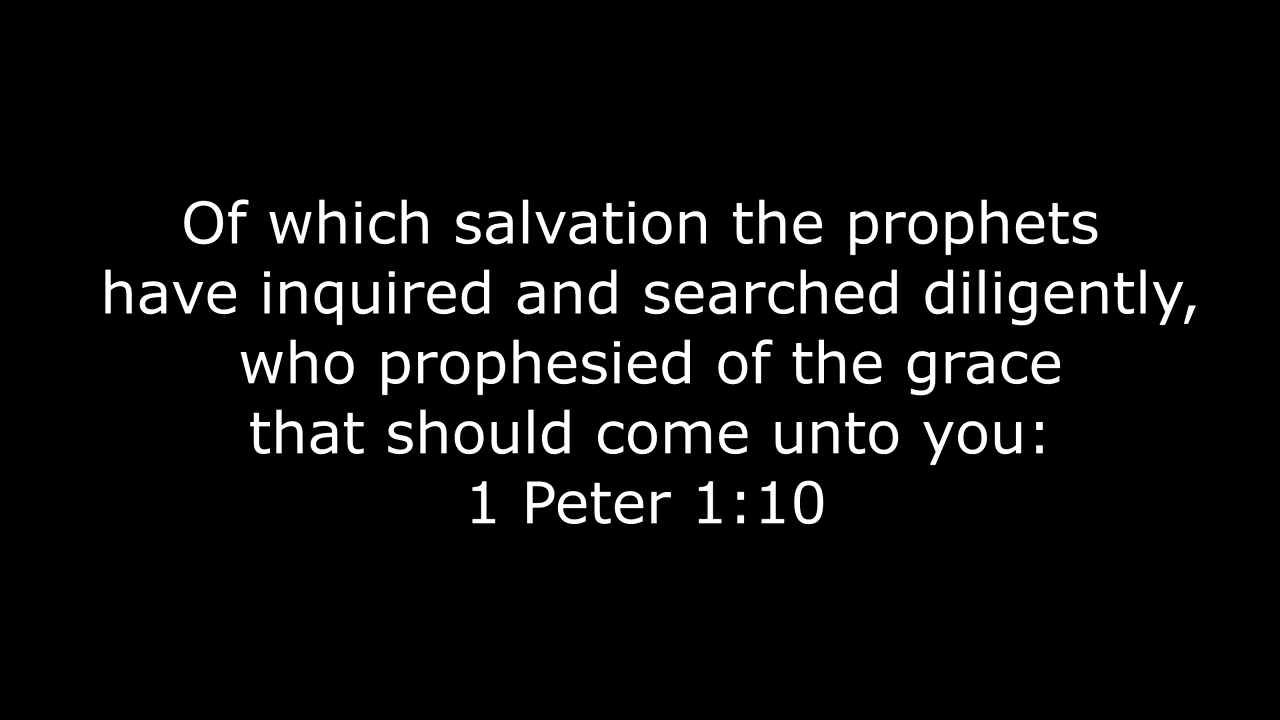 Of which salvation the prophets
have inquired and searched diligently,
who prophesied of the grace
that should come unto you:
1 Peter 1:10